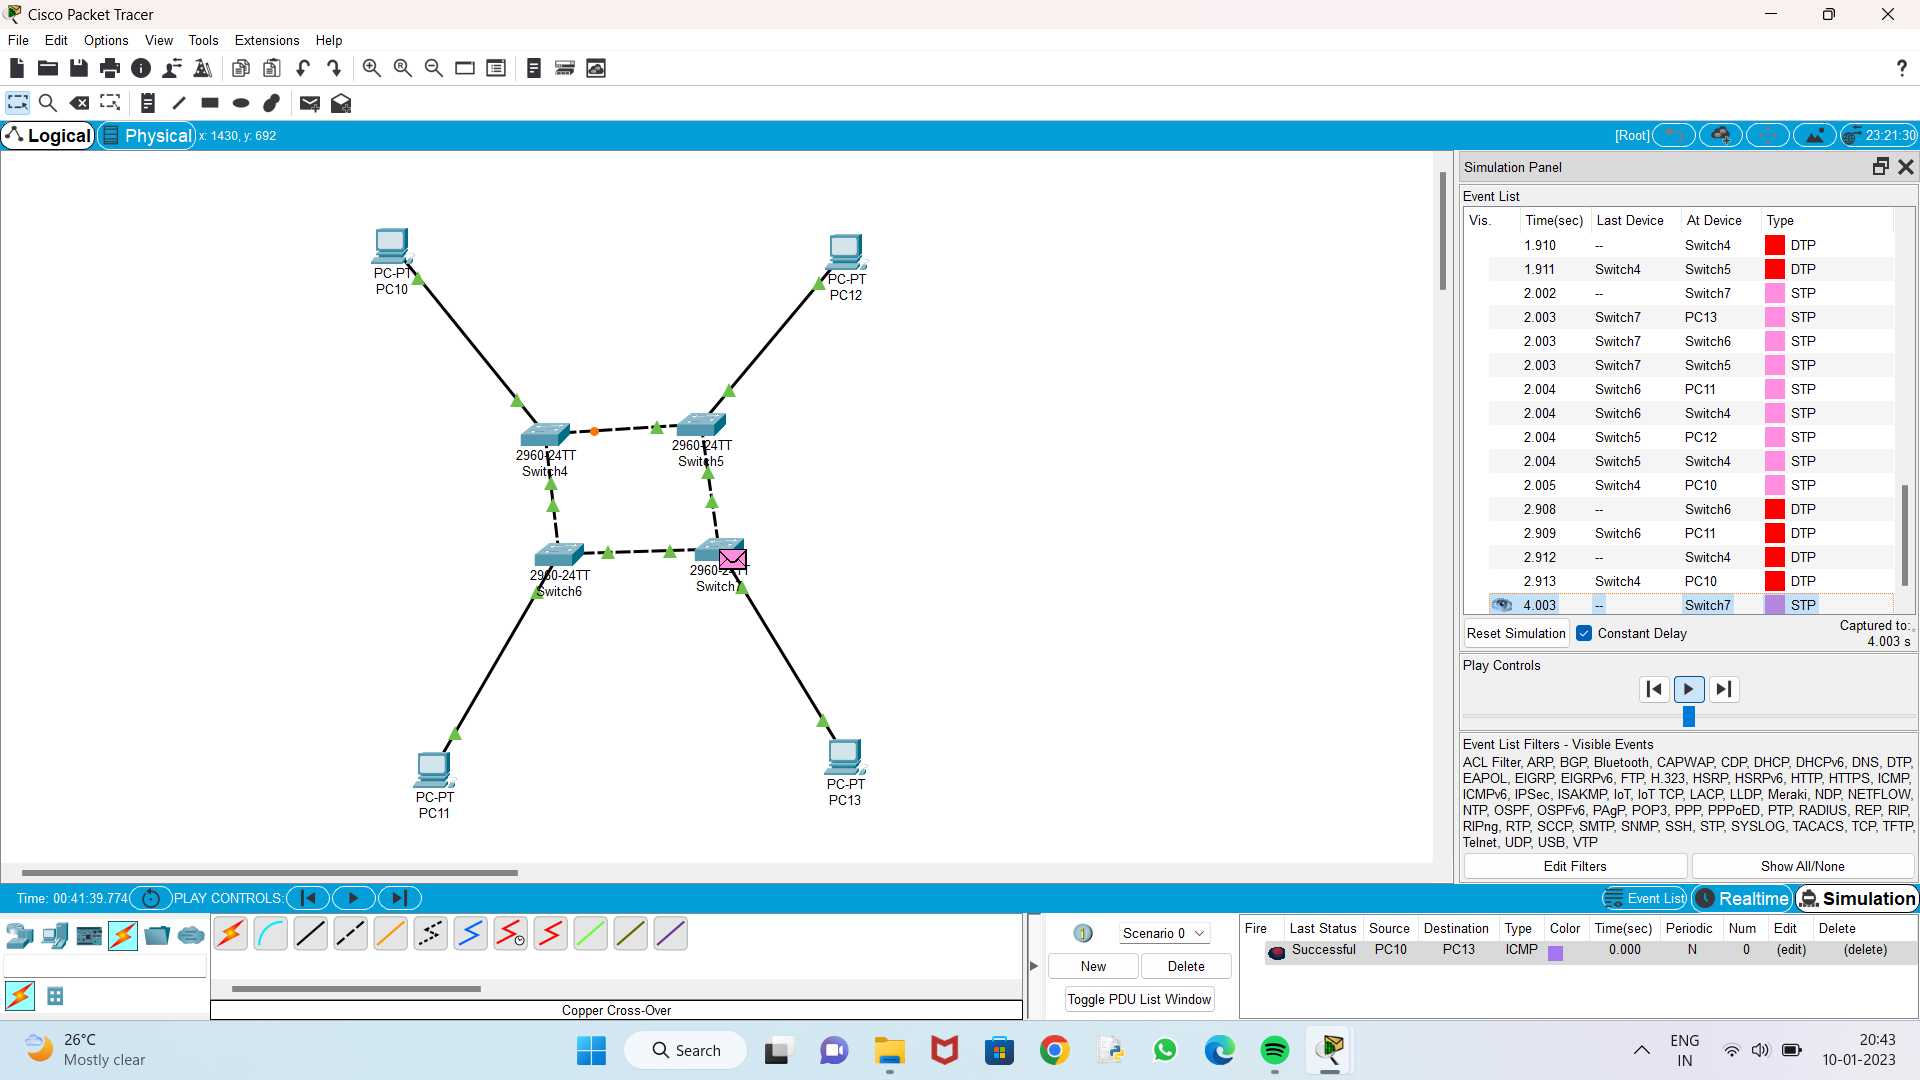 Cisco Packet Tracer
File Edit Options View Tools Extensions Help
Logical Physical x: 1430, y: 692 [Root] 23:21:30
PC-PT
PC10
PC-PT
PC12
2960-24TT
Switch4
2960-24TT
Switch5
2960-24TT
Switch6
2960-24TT
Switch7
PC-PT
PC11
PC-PT
PC13
Simulation Panel
Event List
Vis. Time(sec) Last Device At Device Type
1.910 -- Switch4 DTP
1.911 Switch4 Switch5 DTP
2.002 -- Switch7 STP
2.003 Switch7 PC13 STP
2.003 Switch7 Switch6 STP
2.003 Switch7 Switch5 STP
2.004 Switch6 PC11 STP
2.004 Switch6 Switch4 STP
2.004 Switch5 PC12 STP
2.004 Switch5 Switch4 STP
2.005 Switch4 PC10 STP
2.908 -- Switch6 DTP
2.909 Switch6 PC11 DTP
2.912 -- Switch4 DTP
2.913 Switch4 PC10 DTP
4.003 -- Switch7 STP
Reset Simulation Constant Delay Captured to:
4.003 s
Play Controls
Event List Filters - Visible Events
ACL Filter, ARP, BGP, Bluetooth, CAPWAP, CDP, DHCP, DHCPv6, DNS, DTP,
EAPOL, EIGRP, EIGRPv6, FTP, H.323, HSRP, HSRPv6, HTTP, HTTPS, ICMP,
ICMPv6, IPSec, ISAKMP, IoT, IoT TCP, LACP, LLDP, Meraki, NDP, NETFLOW,
NTP, OSPF, OSPFv6, PAgP, POP3, PPP, PPPoED, PTP, RADIUS, REP, RIP,
RIPng, RTP, SCCP, SMTP, SNMP, SSH, STP, SYSLOG, TACACS, TCP, TFTP,
Telnet, UDP, USB, VTP
Edit Filters Show All/None
Time: 00:41:39.774 PLAY CONTROLS: Event List Realtime Simulation
Copper Cross-Over
Scenario 0
New Delete
Toggle PDU List Window
Fire Last Status Source Destination Type Color Time(sec) Periodic Num Edit Delete
Successful PC10 PC13 ICMP 0.000 N 0 (edit) (delete)
26°C
Mostly clear
Search
ENG
IN
20:43
10-01-2023